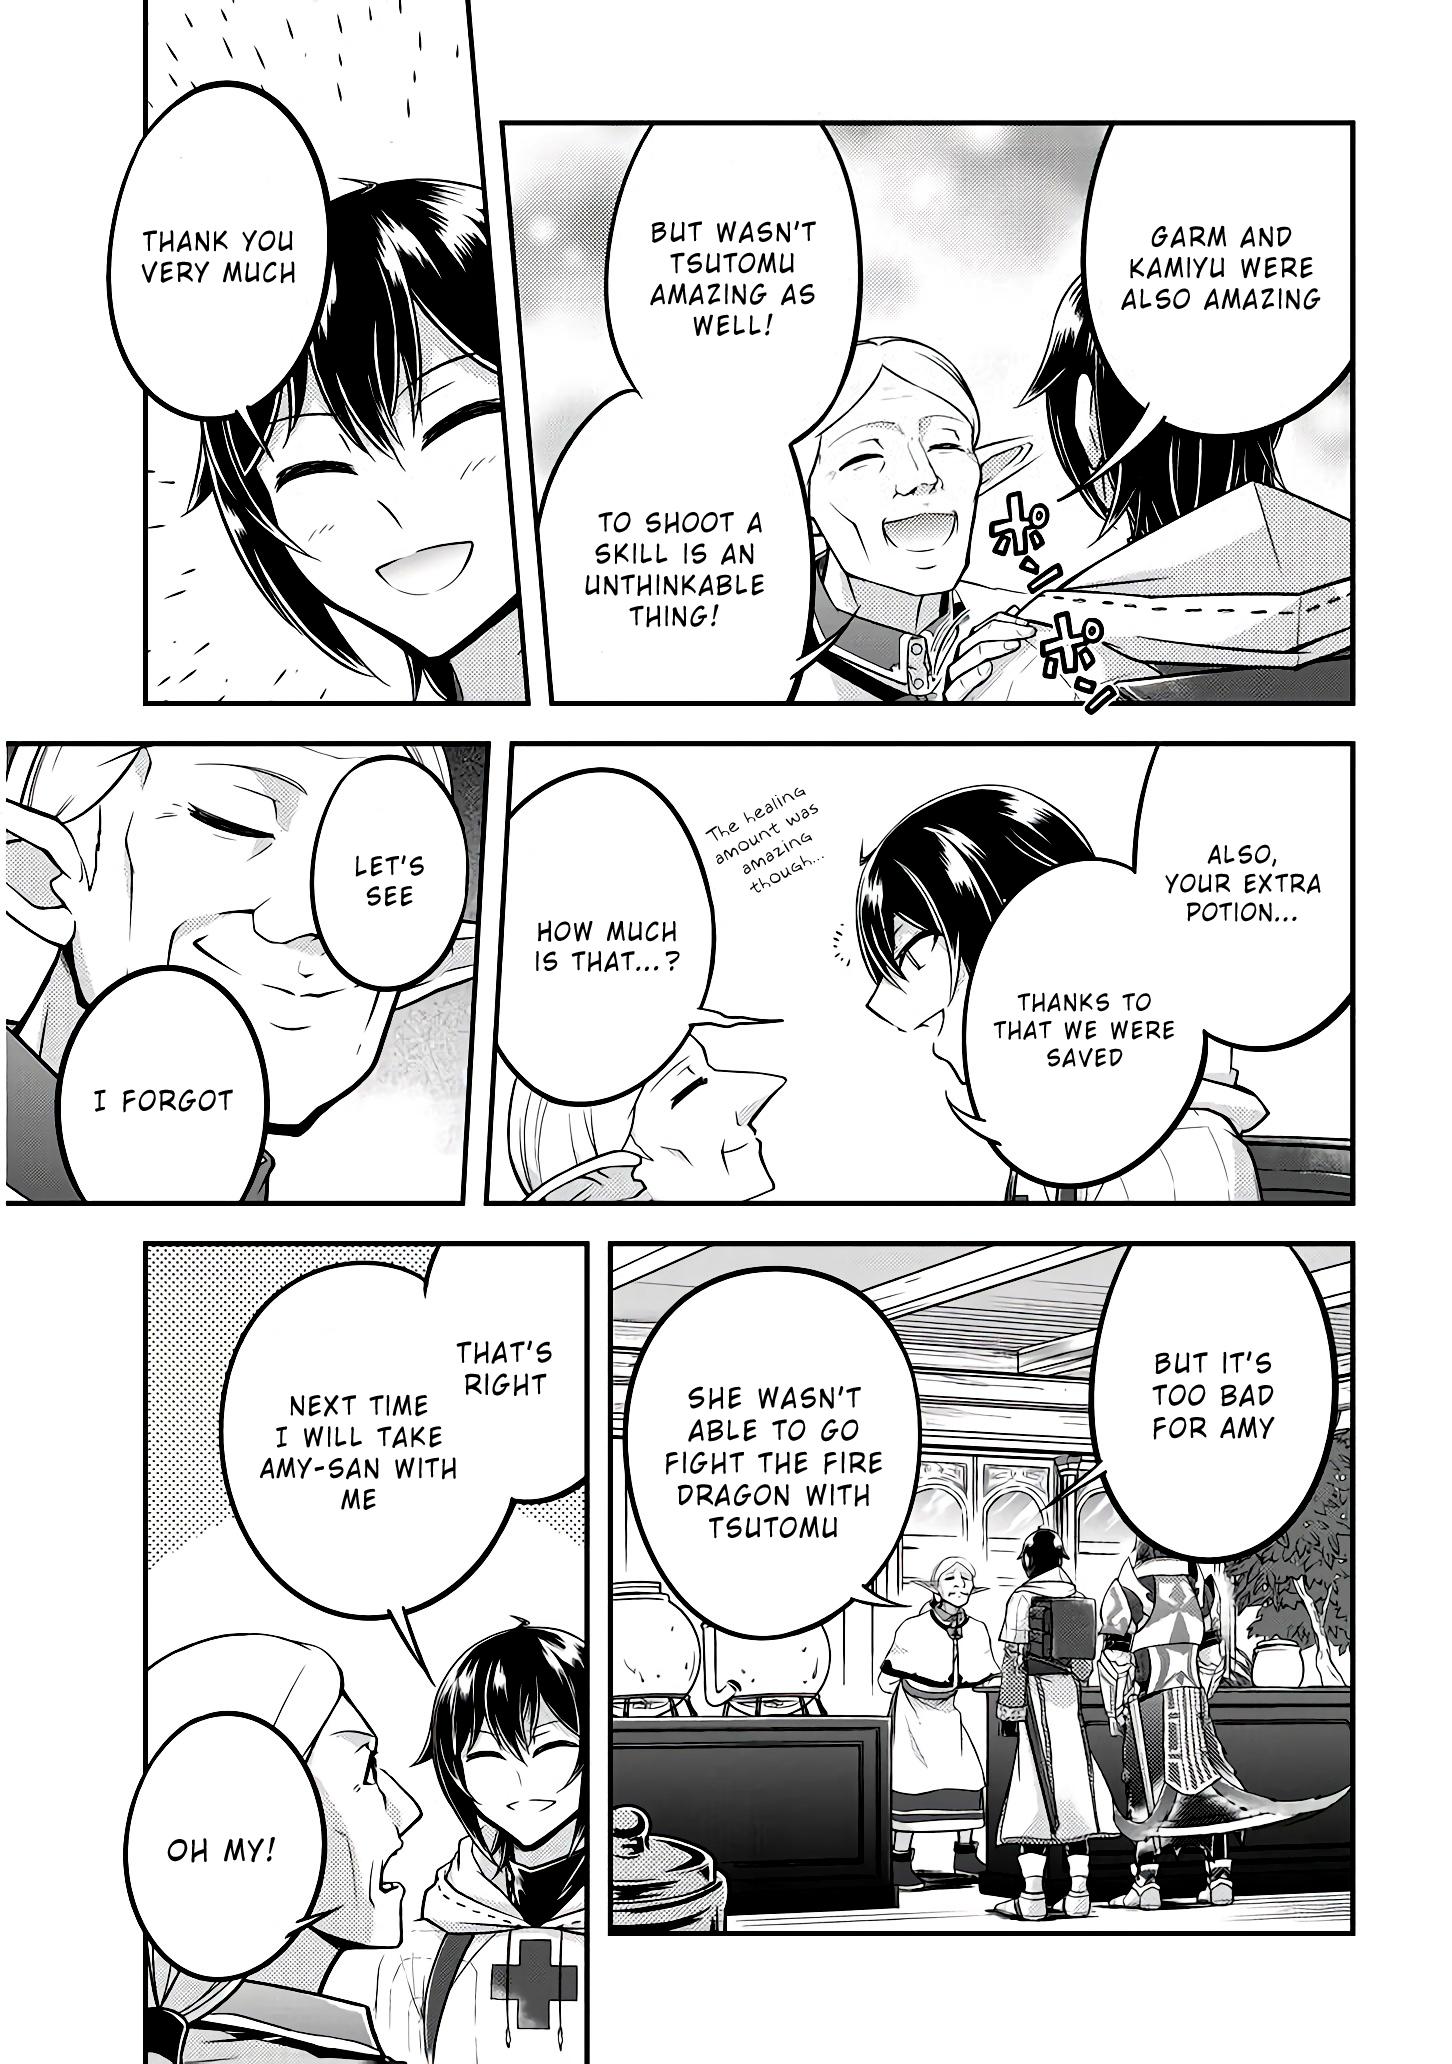 GARM AND
KAMIYU WERE
ALSO AMAZING
BUT WASN'T
TSUTOMU
AMAZING AS
WELL!
TO SHOOT A
SKILL IS AN
UNTHINKABLE
THING!
ポン
ポン
THANK YOU
VERY MUCH
ALSO,
YOUR EXTRA
POTION...
THANKS TO
THAT WE WERE
SAVED
The healing
amount was
amazing
though...
HOW MUCH
IS THAT...?
LET'S
SEE
I FORGOT
BUT IT'S
TOO BAD
FOR AMY
SHE WASN'T
ABLE TO GO
FIGHT THE FIRE
DRAGON WITH
TSUTOMU
THAT'S
RIGHT
NEXT TIME
I WILL TAKE
AMY-SAN WITH
ME
OH MY!